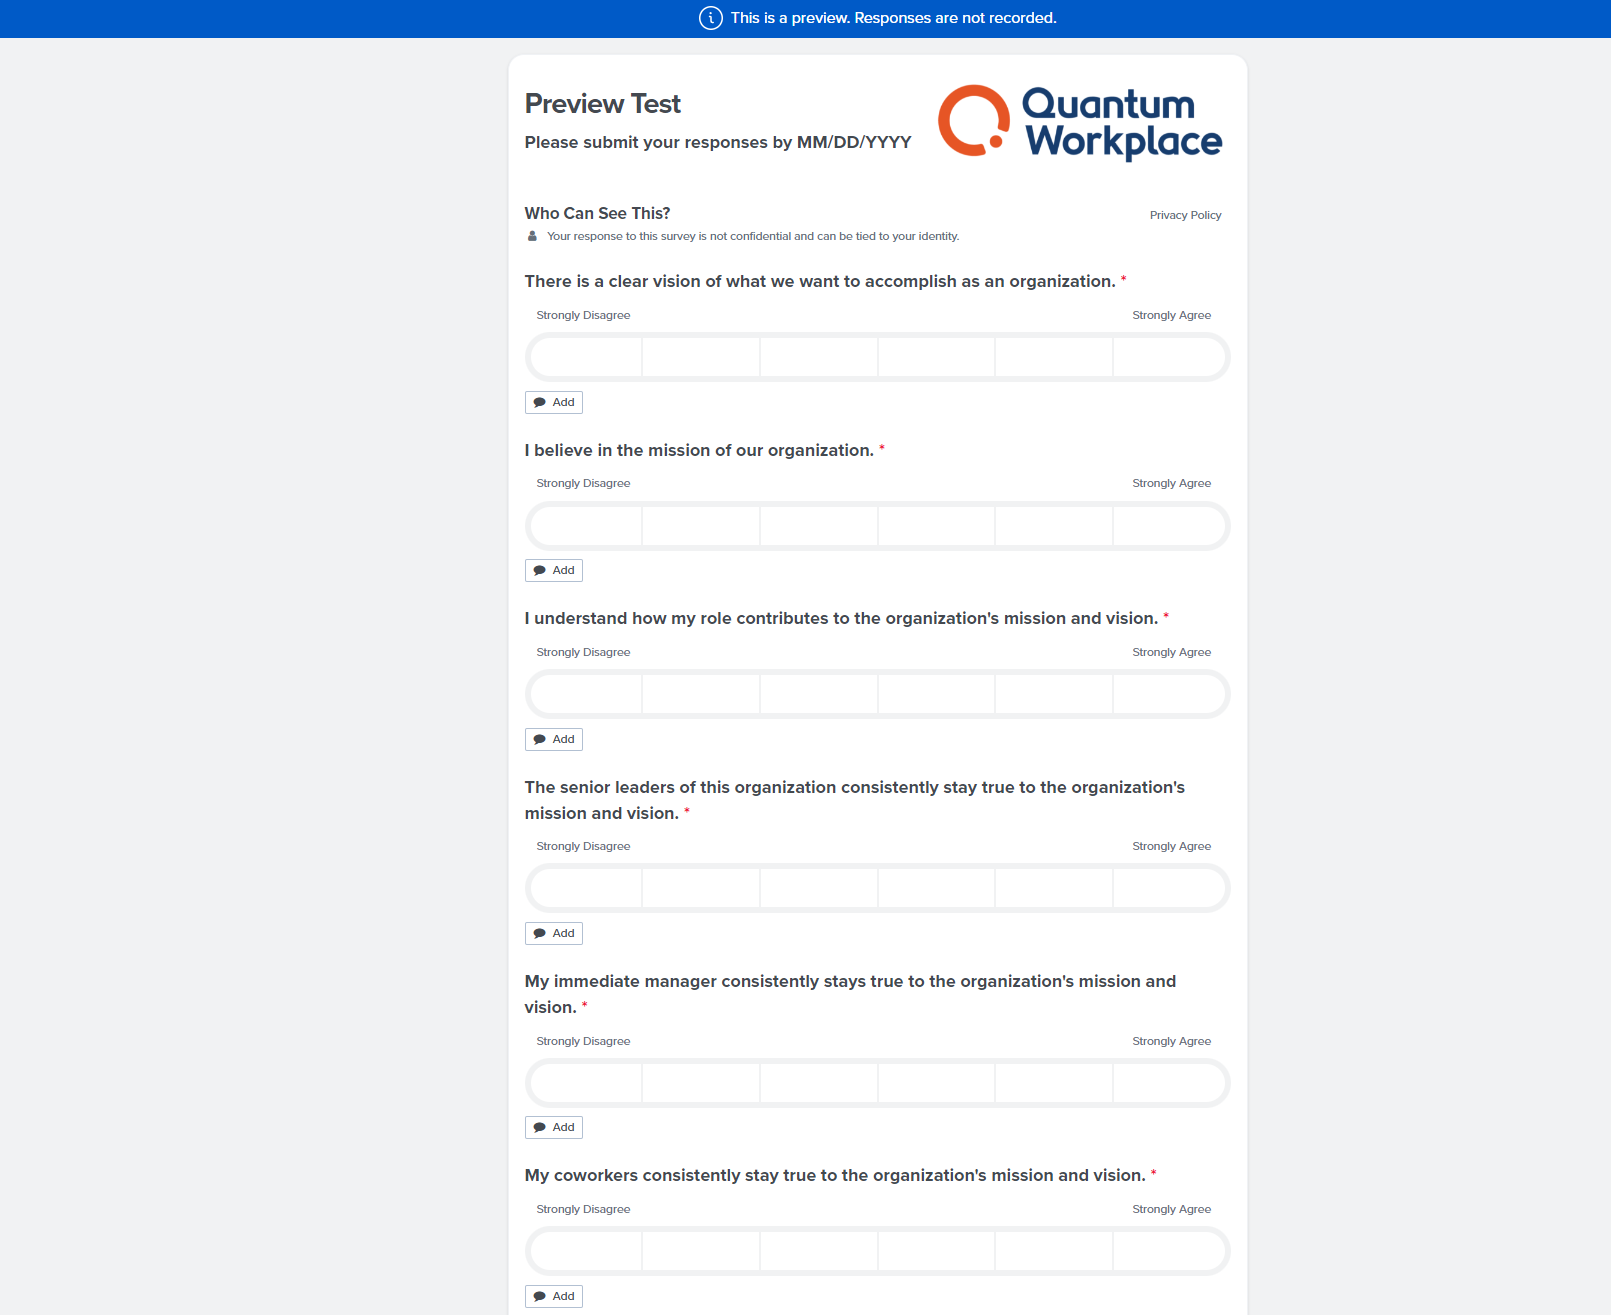 This is a preview. Responses are not recorded.
Preview Test
Please submit your responses by MM/DD/YYYY
Quantum
Workplace
Who Can See This?
Privacy Policy
Your response to this survey is not confidential and can be tied to your identity.
There is a clear vision of what we want to accomplish as an organization. *
Strongly Disagree
Strongly Agree
Add
I believe in the mission of our organization. *
Strongly Disagree
Strongly Agree
Add
I understand how my role contributes to the organization's mission and vision. *
Strongly Disagree
Strongly Agree
Add
The senior leaders of this organization consistently stay true to the organization's
mission and vision. *
Strongly Disagree
Strongly Agree
Add
My immediate manager consistently stays true to the organization's mission and
vision. *
Strongly Disagree
Strongly Agree
Add
My coworkers consistently stay true to the organization's mission and vision. *
Strongly Disagree
Strongly Agree
Add